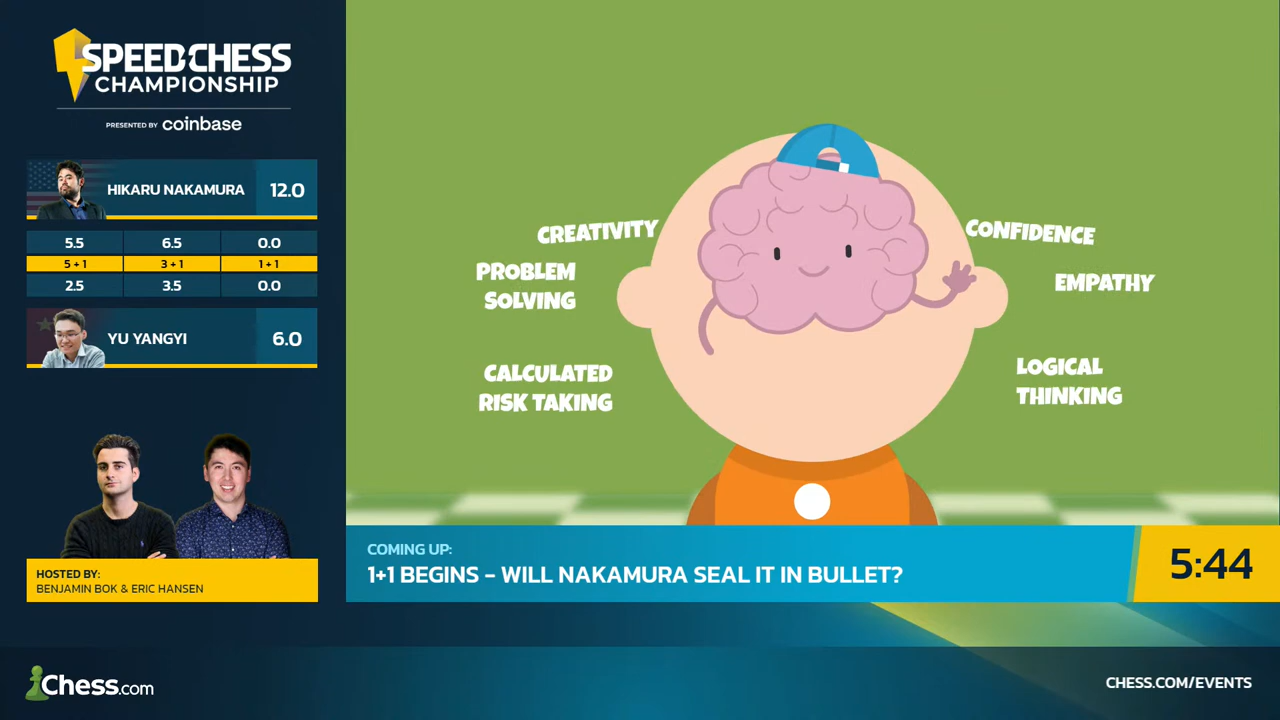 SPEED CHESS
CHAMPIONSHIP
PRESENTED BY coinbase
HIKARU NAKAMURA 12.0
5.5 6.5 0.0
5 + 1 3 + 1 1 + 1
2.5 3.5 0.0
YU YANGYI 6.0
HOSTED BY:
BENJAMIN BOK & ERIC HANSEN
CREATIVITY
PROBLEM
SOLVING
CALCULATED
RISK TAKING
CONFIDENCE
EMPATHY
LOGICAL
THINKING
COMING UP:
1+1 BEGINS - WILL NAKAMURA SEAL IT IN BULLET?
5:44
Chess.com
CHESS.COM/EVENTS